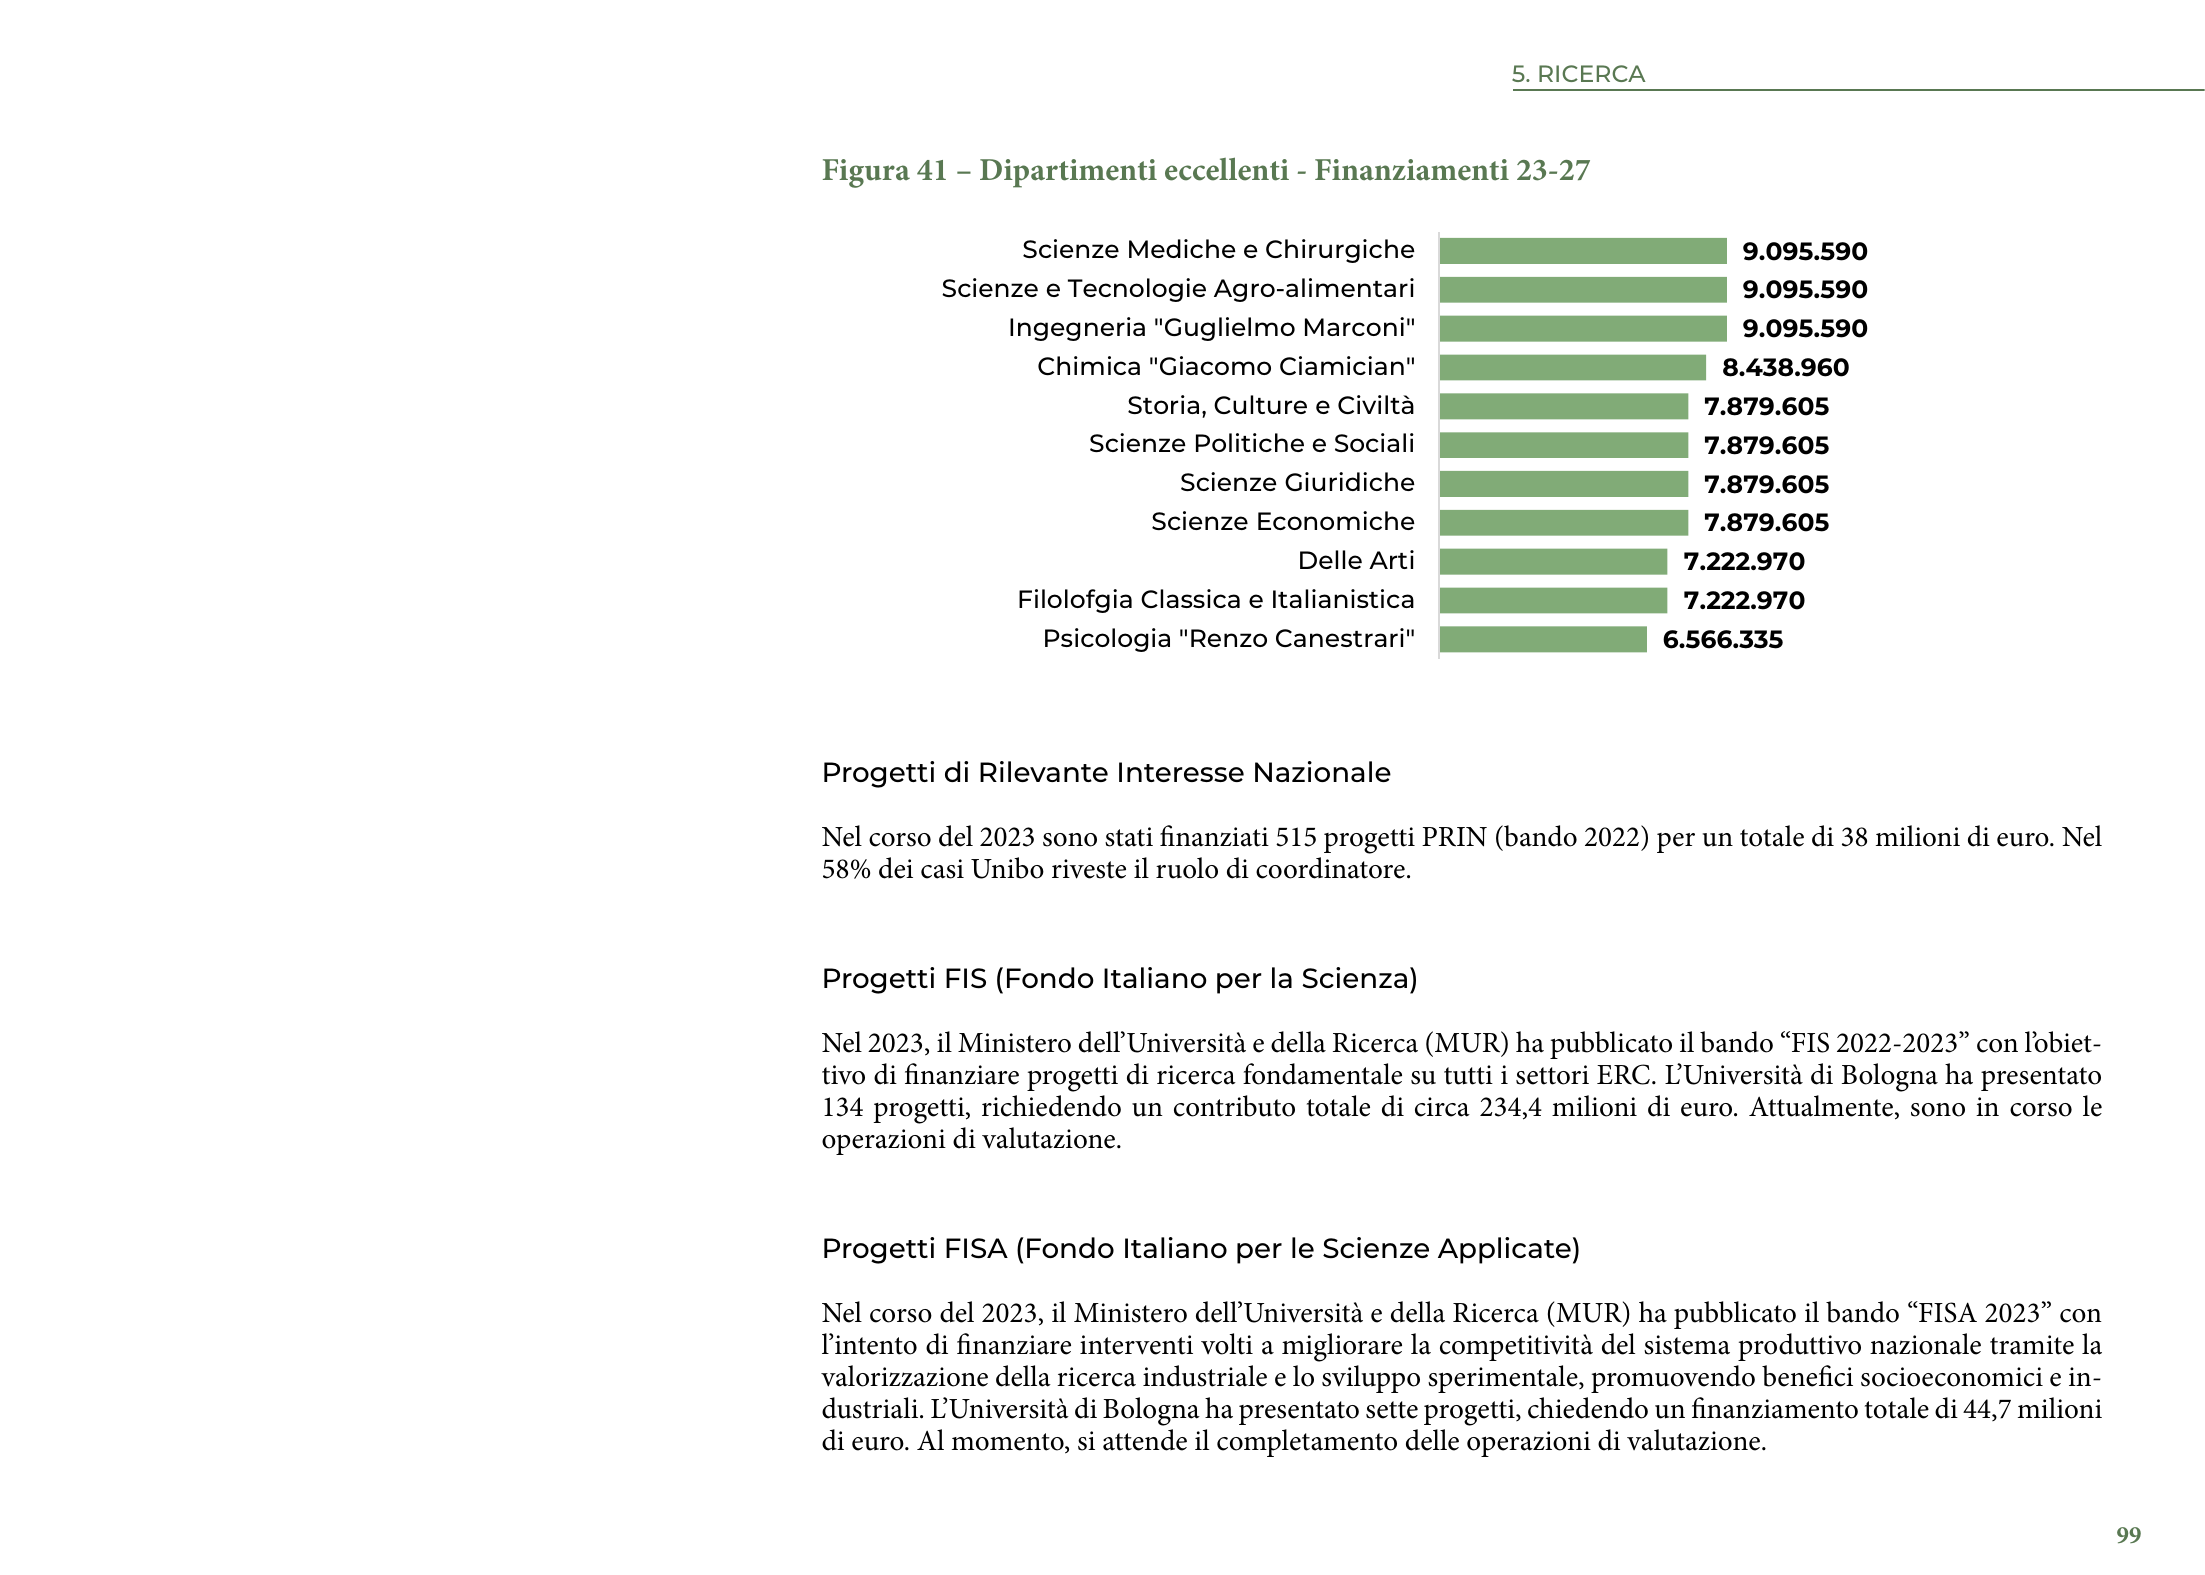 5. RICERCA
Figura 41 – Dipartimenti eccellenti - Finanziamenti 23-27
Scienze Mediche e Chirurgiche 9.095.590
Scienze e Tecnologie Agro-alimentari 9.095.590
Ingegneria "Guglielmo Marconi" 9.095.590
Chimica "Giacomo Ciamician" 8.438.960
Storia, Culture e Civiltà 7.879.605
Scienze Politiche e Sociali 7.879.605
Scienze Giuridiche 7.879.605
Scienze Economiche 7.879.605
Delle Arti 7.222.970
Filolofgia Classica e Italianistica 7.222.970
Psicologia "Renzo Canestrari" 6.566.335
Progetti di Rilevante Interesse Nazionale
Nel corso del 2023 sono stati finanziati 515 progetti PRIN (bando 2022) per un totale di 38 milioni di euro. Nel
58% dei casi Unibo riveste il ruolo di coordinatore.
Progetti FIS (Fondo Italiano per la Scienza)
Nel 2023, il Ministero dell’Università e della Ricerca (MUR) ha pubblicato il bando “FIS 2022-2023” con l’obiet-
tivo di finanziare progetti di ricerca fondamentale su tutti i settori ERC. L’Università di Bologna ha presentato
134 progetti, richiedendo un contributo totale di circa 234,4 milioni di euro. Attualmente, sono in corso le
operazioni di valutazione.
Progetti FISA (Fondo Italiano per le Scienze Applicate)
Nel corso del 2023, il Ministero dell’Università e della Ricerca (MUR) ha pubblicato il bando “FISA 2023” con
l’intento di finanziare interventi volti a migliorare la competitività del sistema produttivo nazionale tramite la
valorizzazione della ricerca industriale e lo sviluppo sperimentale, promuovendo benefici socioeconomici e in-
dustriali. L’Università di Bologna ha presentato sette progetti, chiedendo un finanziamento totale di 44,7 milioni
di euro. Al momento, si attende il completamento delle operazioni di valutazione.
99